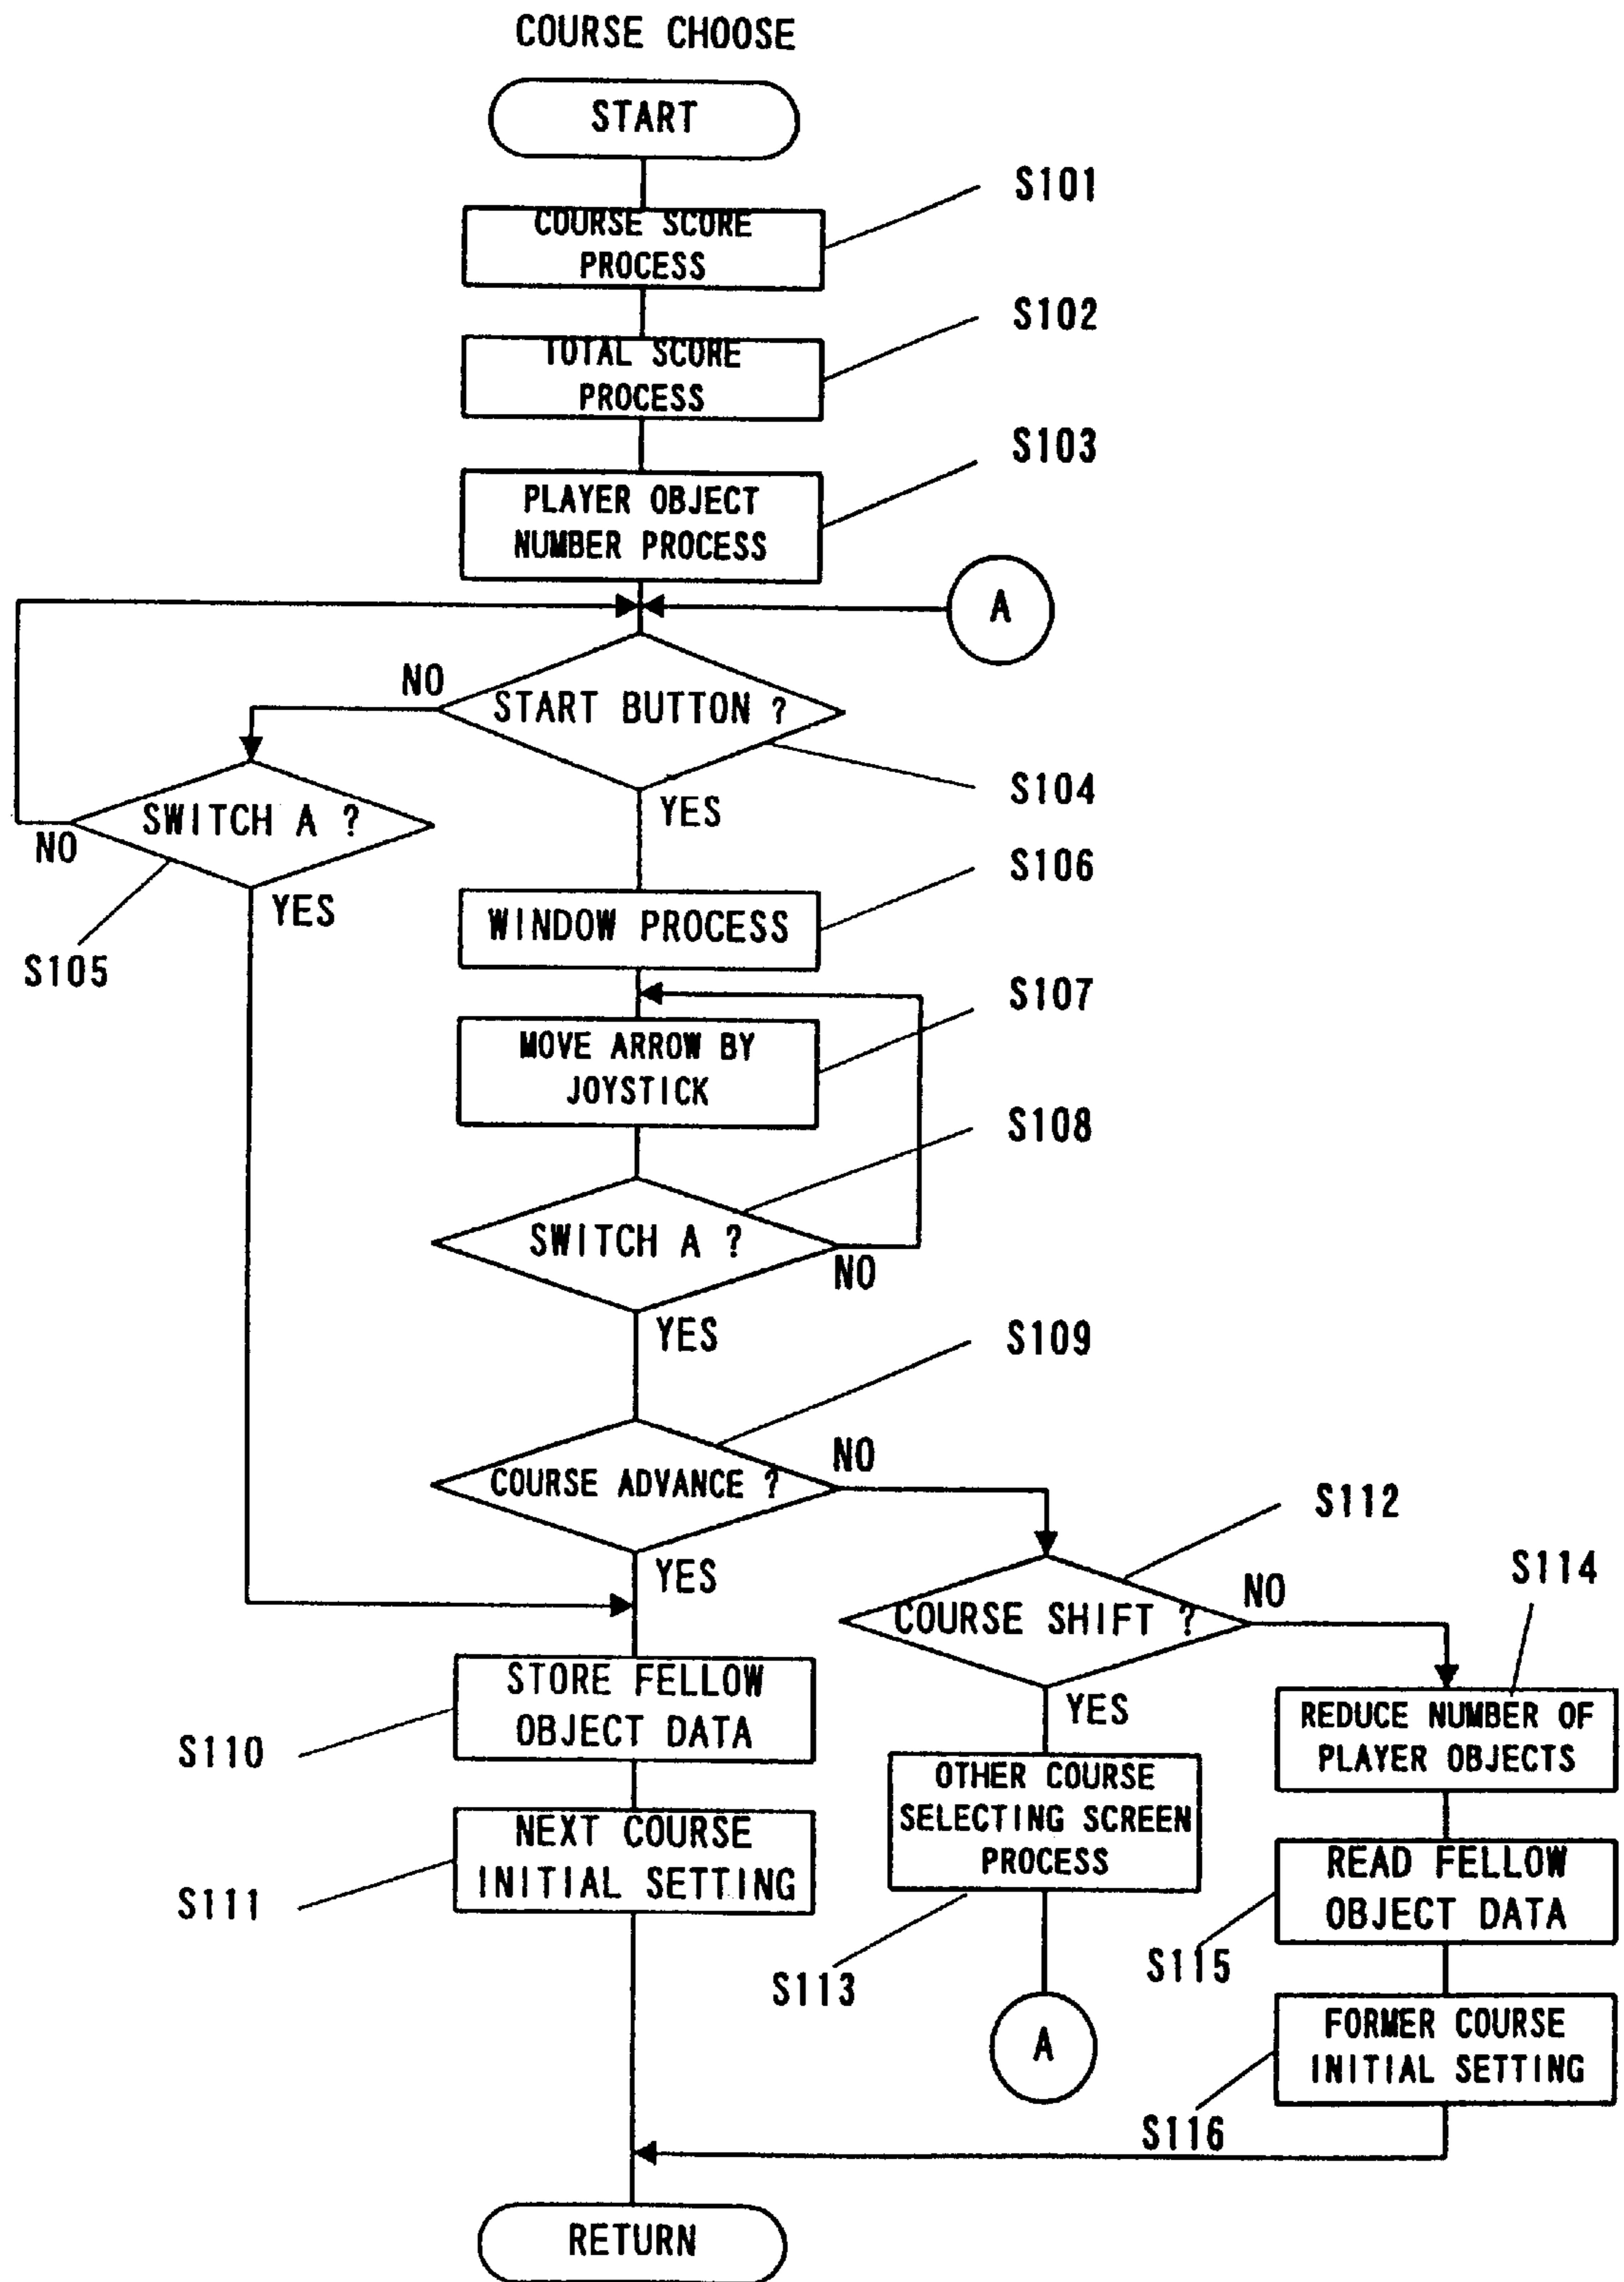 COURSE CHOOSE
START
S101
COURSE SCORE
PROCESS
S102
TOTAL SCORE
PROCESS
S103
PLAYER OBJECT
NUMBER PROCESS
A
NO
START BUTTON ?
S104
YES
SWITCH A ?
NO
YES
S105
S106
WINDOW PROCESS
S107
MOVE ARROW BY
JOYSTICK
S108
SWITCH A ?
NO
YES
S109
COURSE ADVANCE ?
NO
YES
S112
COURSE SHIFT ?
NO
YES
S114
REDUCE NUMBER OF
PLAYER OBJECTS
STORE FELLOW
OBJECT DATA
S110
OTHER COURSE
SELECTING SCREEN
PROCESS
S113
NEXT COURSE
INITIAL SETTING
S111
READ FELLOW
OBJECT DATA
S115
A
FORMER COURSE
INITIAL SETTING
S116
RETURN